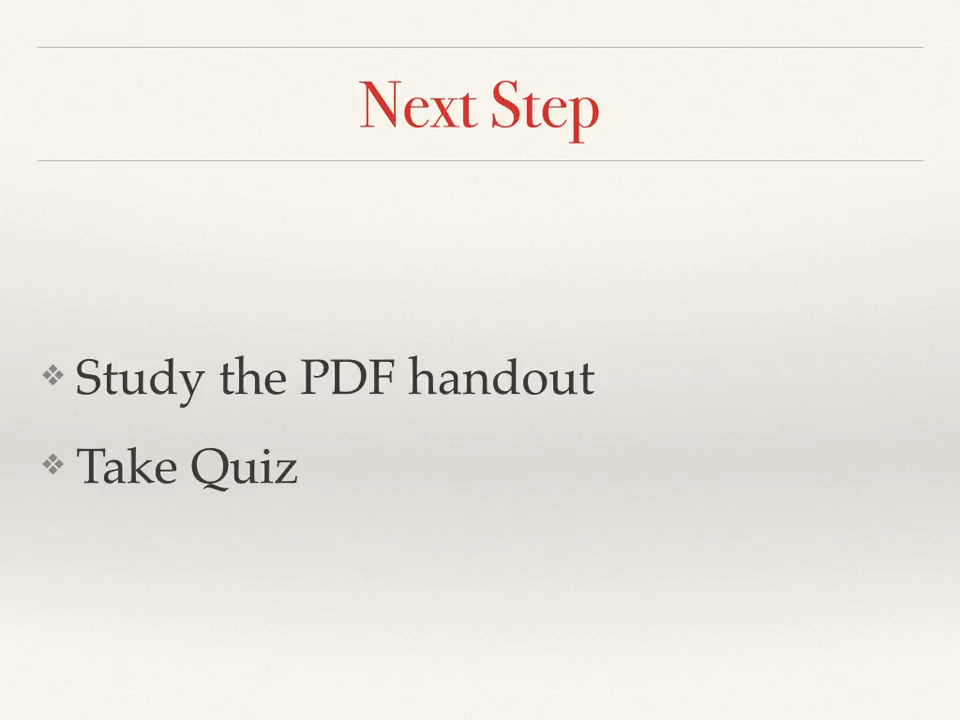 Next Step
❖ Study the PDF handout
❖ Take Quiz